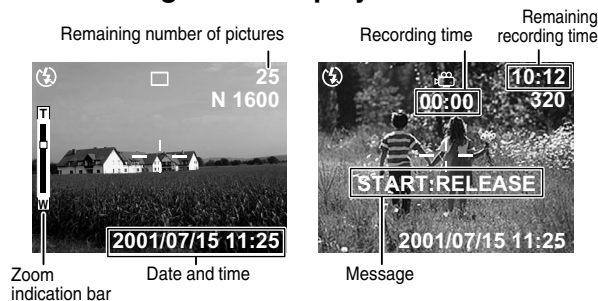 Remaining number of pictures
Recording time
Remaining
recording time
25
N 1600
T
W
2001/07/15 11:25
Zoom
indication bar
Date and time
10:12
00:00
320
START:RELEASE
2001/07/15 11:25
Message